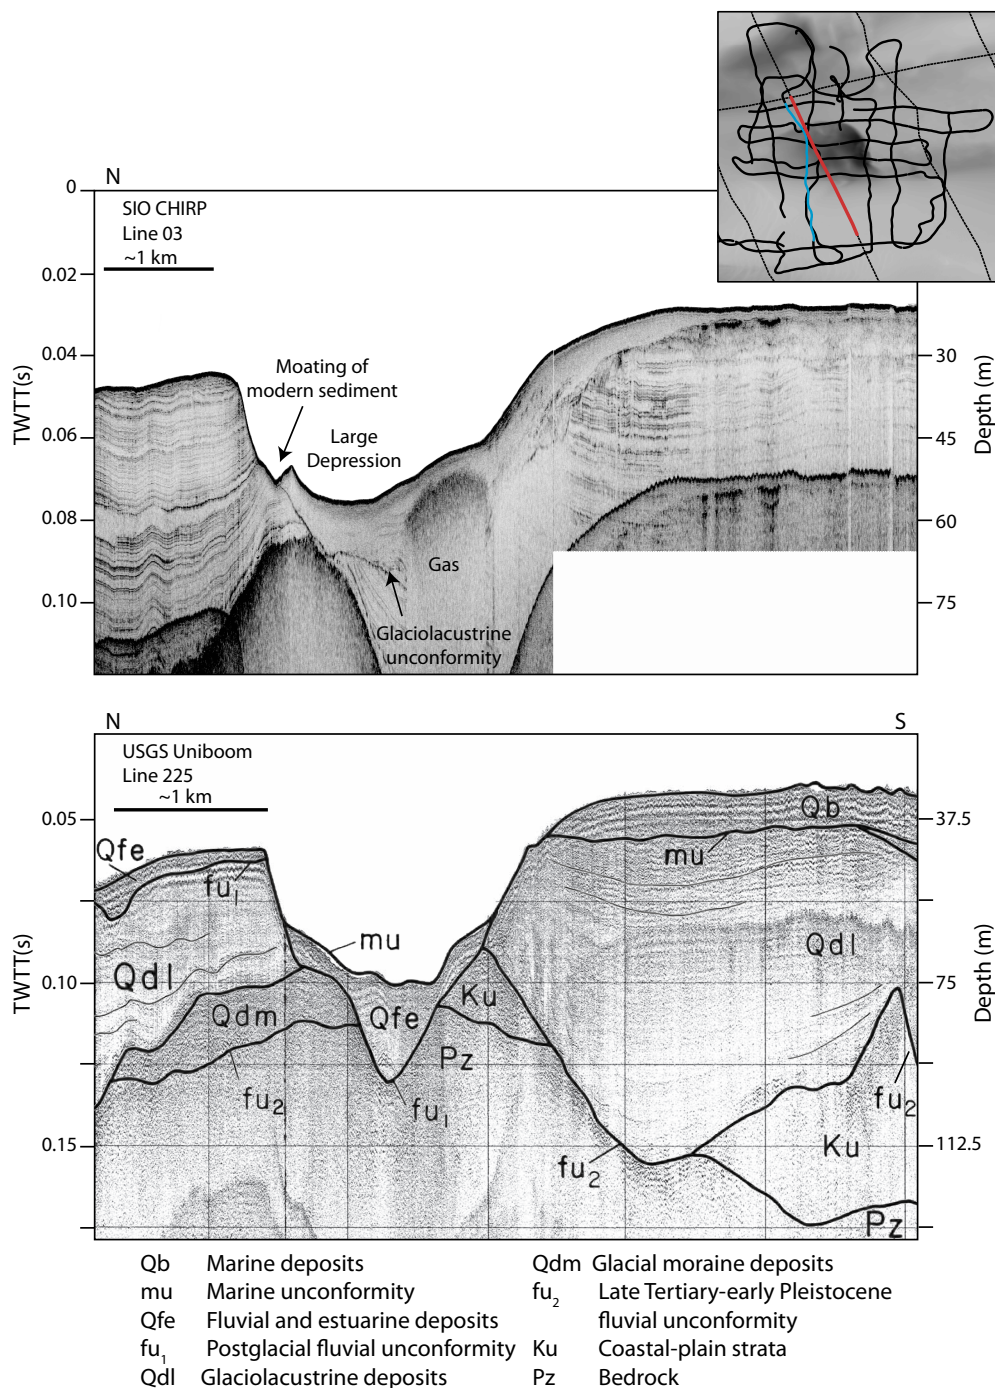 N
0
SIO CHIRP
Line 03
~1 km
0.02
0.04
0.06
0.08
0.10
TWTT(s)
Moating of
modern sediment
Large
Depression
Gas
Glaciolacustrine
unconformity
30
45
60
75
Depth (m)
N
S
USGS Uniboom
Line 225
~1 km
0.05
0.10
0.15
TWTT(s)
37.5
75
112.5
Depth (m)
Qfe
fu1
mu
Qb
mu
Qdl
Qdl
Qdm
Qfe
Ku
Pz
fu2
fu1
fu2
fu2
Ku
Pz
Qb Marine deposits
mu Marine unconformity
Qfe Fluvial and estuarine deposits
fu1 Postglacial fluvial unconformity
Qdl Glaciolacustrine deposits
Qdm Glacial moraine deposits
fu2 Late Tertiary-early Pleistocene
fluvial unconformity
Ku Coastal-plain strata
Pz Bedrock